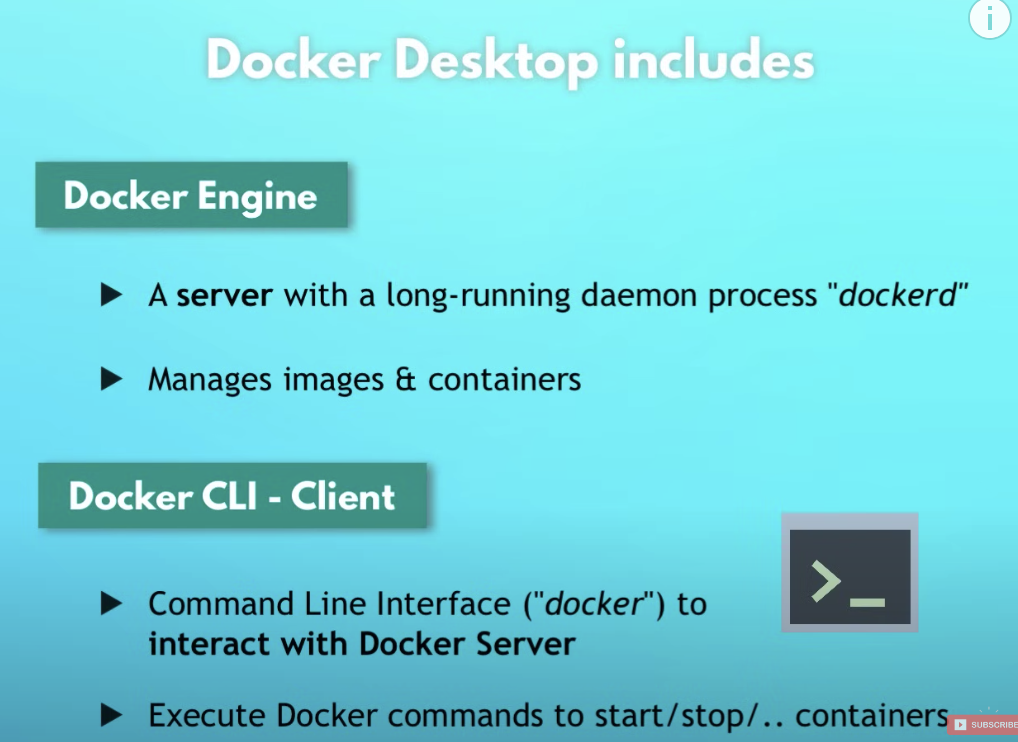 Docker Desktop includes
Docker Engine
A server with a long-running daemon process "dockerd"
Manages images & containers
Docker CLI - Client
>_
Command Line Interface ("docker") to
interact with Docker Server
Execute Docker commands to start/stop/.. containers
SUBSCRIBE